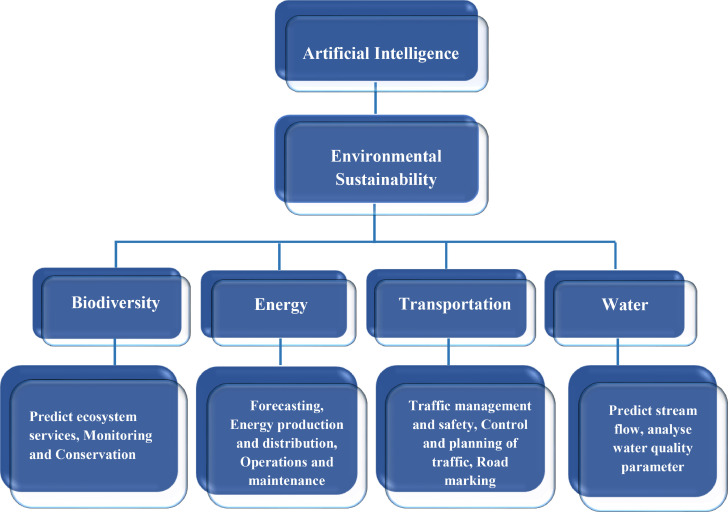 Artificial Intelligence
Environmental
Sustainability
Biodiversity
Energy
Transportation
Water
Predict ecosystem
services, Monitoring
and Conservation
Forecasting,
Energy production
and distribution,
Operations and
maintenance
Traffic management
and safety, Control
and planning of
traffic, Road
marking
Predict stream
flow, analyse
water quality
parameter